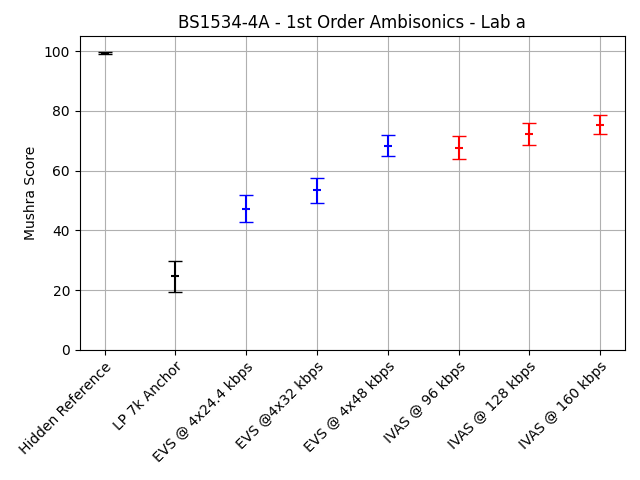 BS1534-4A - 1st Order Ambisonics - Lab a
Mushra Score
100
80
60
40
20
0
Hidden Reference
LP 7k Anchor
EVS @ 4x24.4 kbps
EVS @4x32 kbps
EVS @ 4x48 kbps
IVAS @ 96 kbps
IVAS @ 128 kbps
IVAS @ 160 kbps